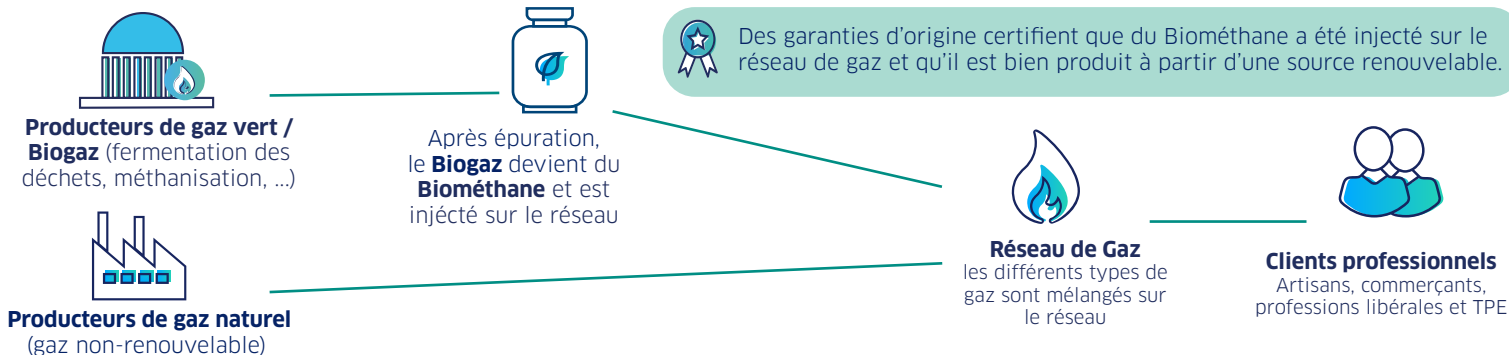 Des garanties d'origine certifient que du Biométhane a été injecté sur le
réseau de gaz et qu'il est bien produit à partir d'une source renouvelable.
Producteurs de gaz vert /
Biogaz (fermentation des
déchets, méthanisation, ...)
Après épuration,
le Biogaz devient du
Biométhane et est
injécté sur le réseau
Producteurs de gaz naturel
(gaz non-renouvelable)
Réseau de Gaz
les différents types de
gaz sont mélangés sur
le réseau
Clients professionnels
Artisans, commerçants,
professions libérales et TPE